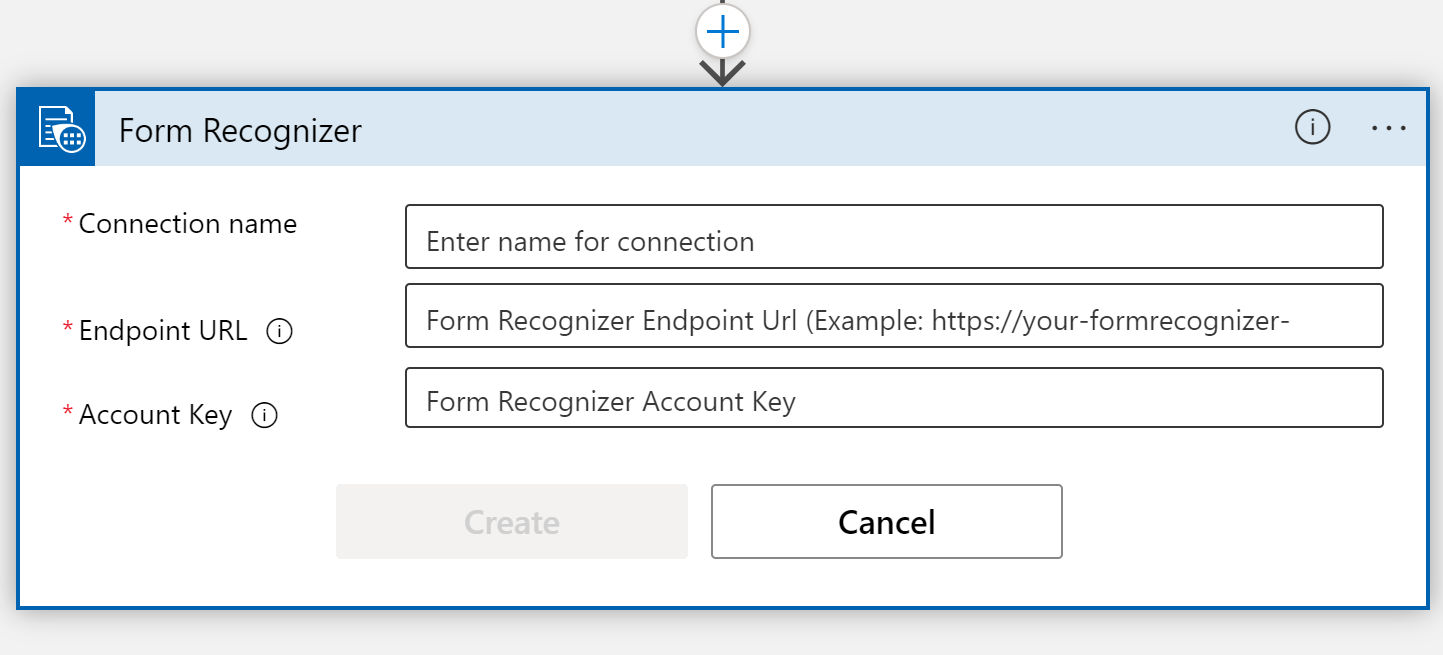 Form Recognizer
* Connection name
Enter name for connection
* Endpoint URL
Form Recognizer Endpoint Url (Example: https://your-formrecognizer-
* Account Key
Form Recognizer Account Key
Create
Cancel